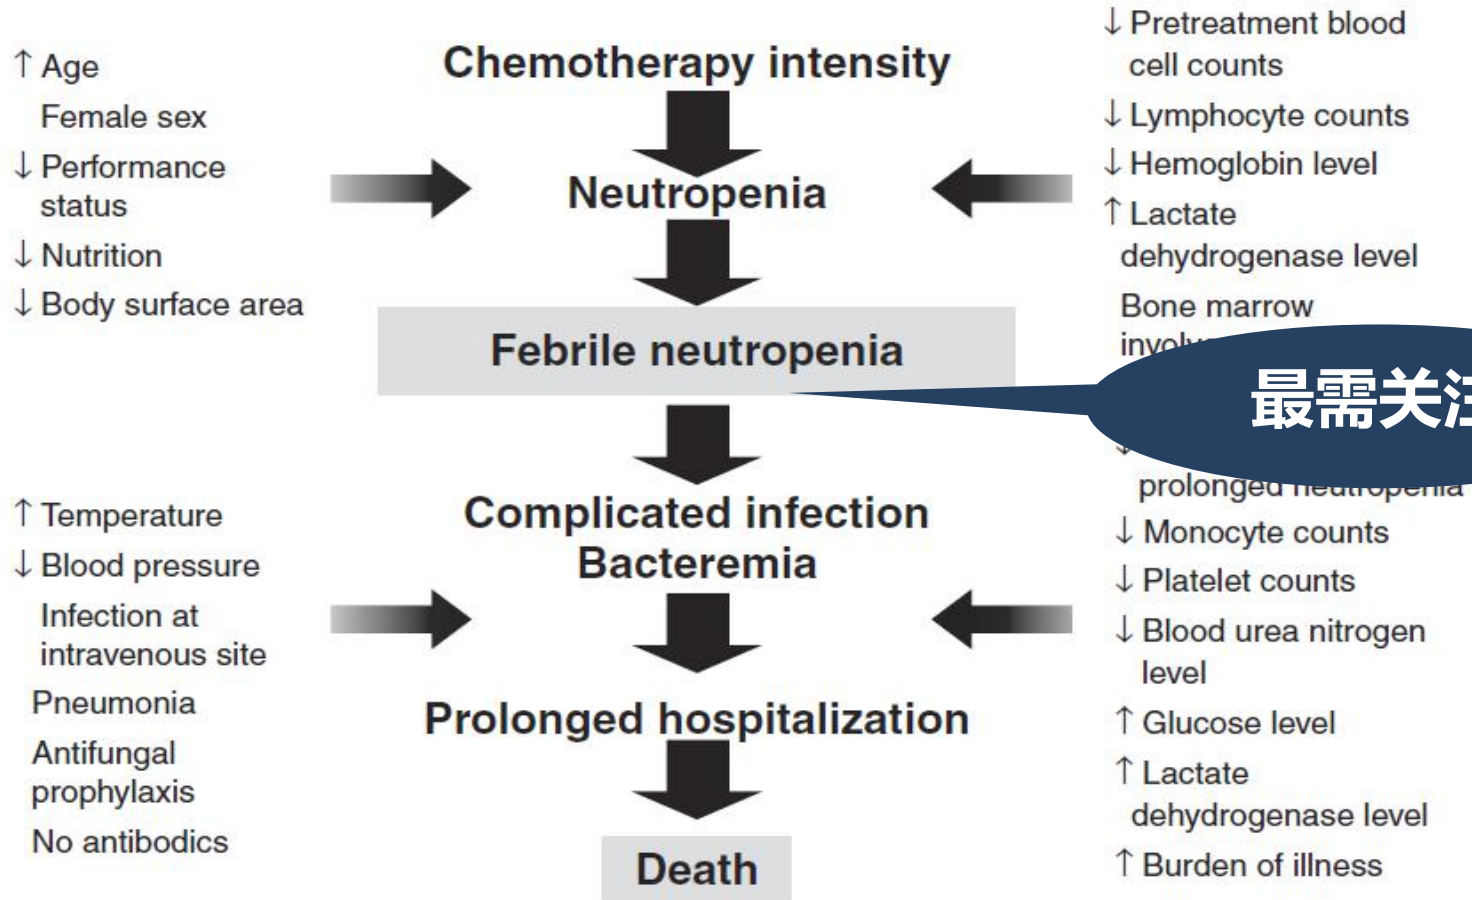 ↑ Age
Female sex
↓ Performance
status
↓ Nutrition
↓ Body surface area
Chemotherapy intensity
Neutropenia
Febrile neutropenia
↓ Pretreatment blood
cell counts
↓ Lymphocyte counts
↓ Hemoglobin level
↑ Lactate
dehydrogenase level
Bone marrow
最需关注
↑ Temperature
↓ Blood pressure
Infection at
intravenous site
Pneumonia
Antifungal
prophylaxis
No antibodics
Complicated infection
Bacteremia
Prolonged hospitalization
Death
prolonged neutropenia
↓ Monocyte counts
↓ Platelet counts
↓ Blood urea nitrogen
level
↑ Glucose level
↑ Lactate
dehydrogenase level
↑ Burden of illness